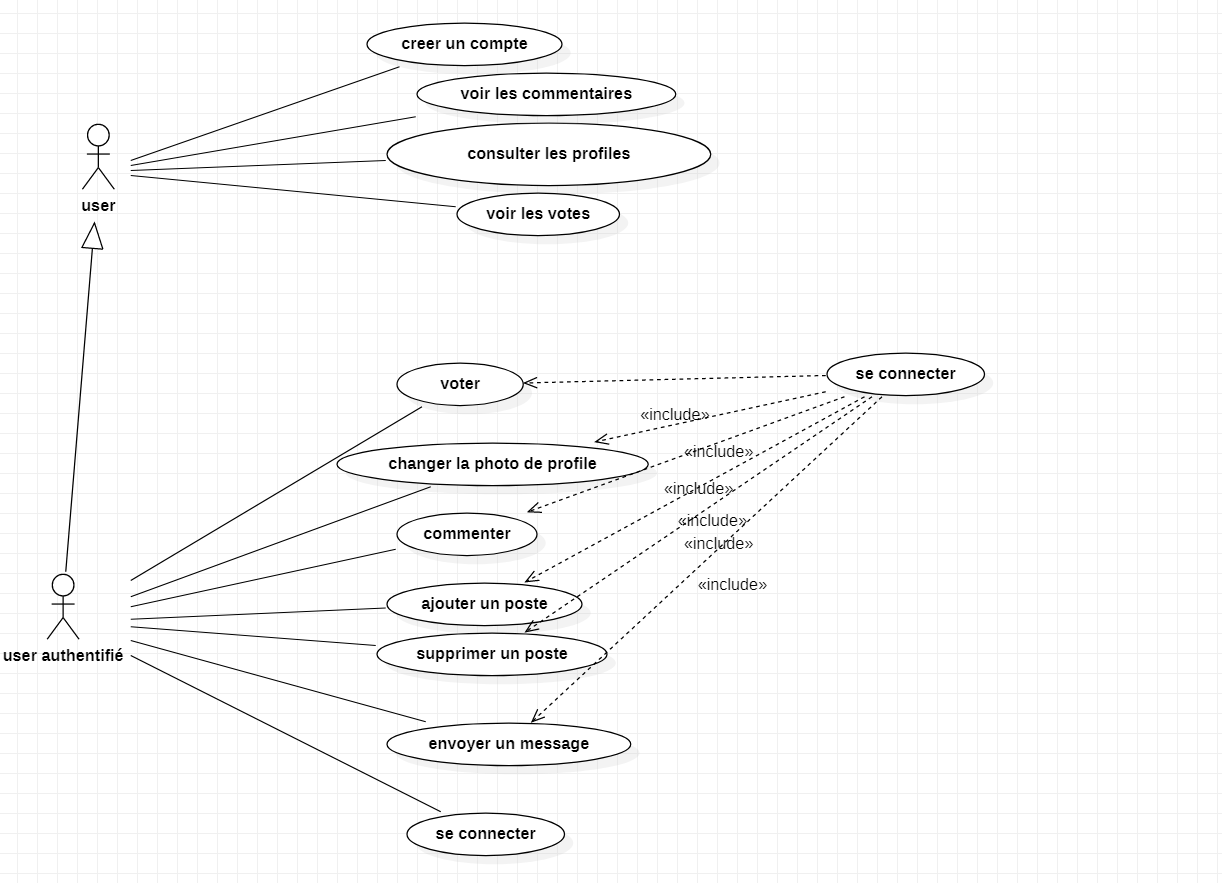 creer un compte
voir les commentaires
consulter les profiles
user
voir les votes
voter
se connecter
«include»
changer la photo de profile
«include»
«include»
commenter
«include»
«include»
«include»
ajouter un poste
user authentifié
supprimer un poste
envoyer un message
se connecter